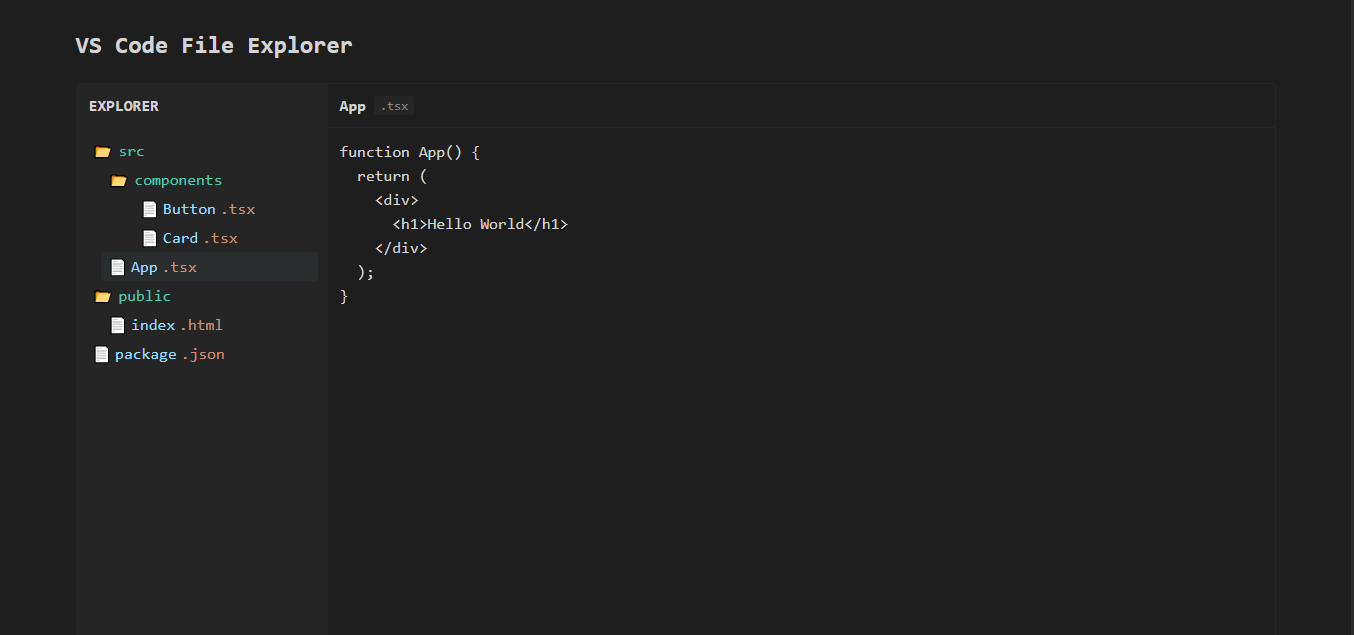 VS Code File Explorer
EXPLORER
src
components
Button .tsx
Card .tsx
App .tsx
public
index .html
package .json
App .tsx
function App() {
  return (
    <div>
      <h1>Hello World</h1>
    </div>
  );
}